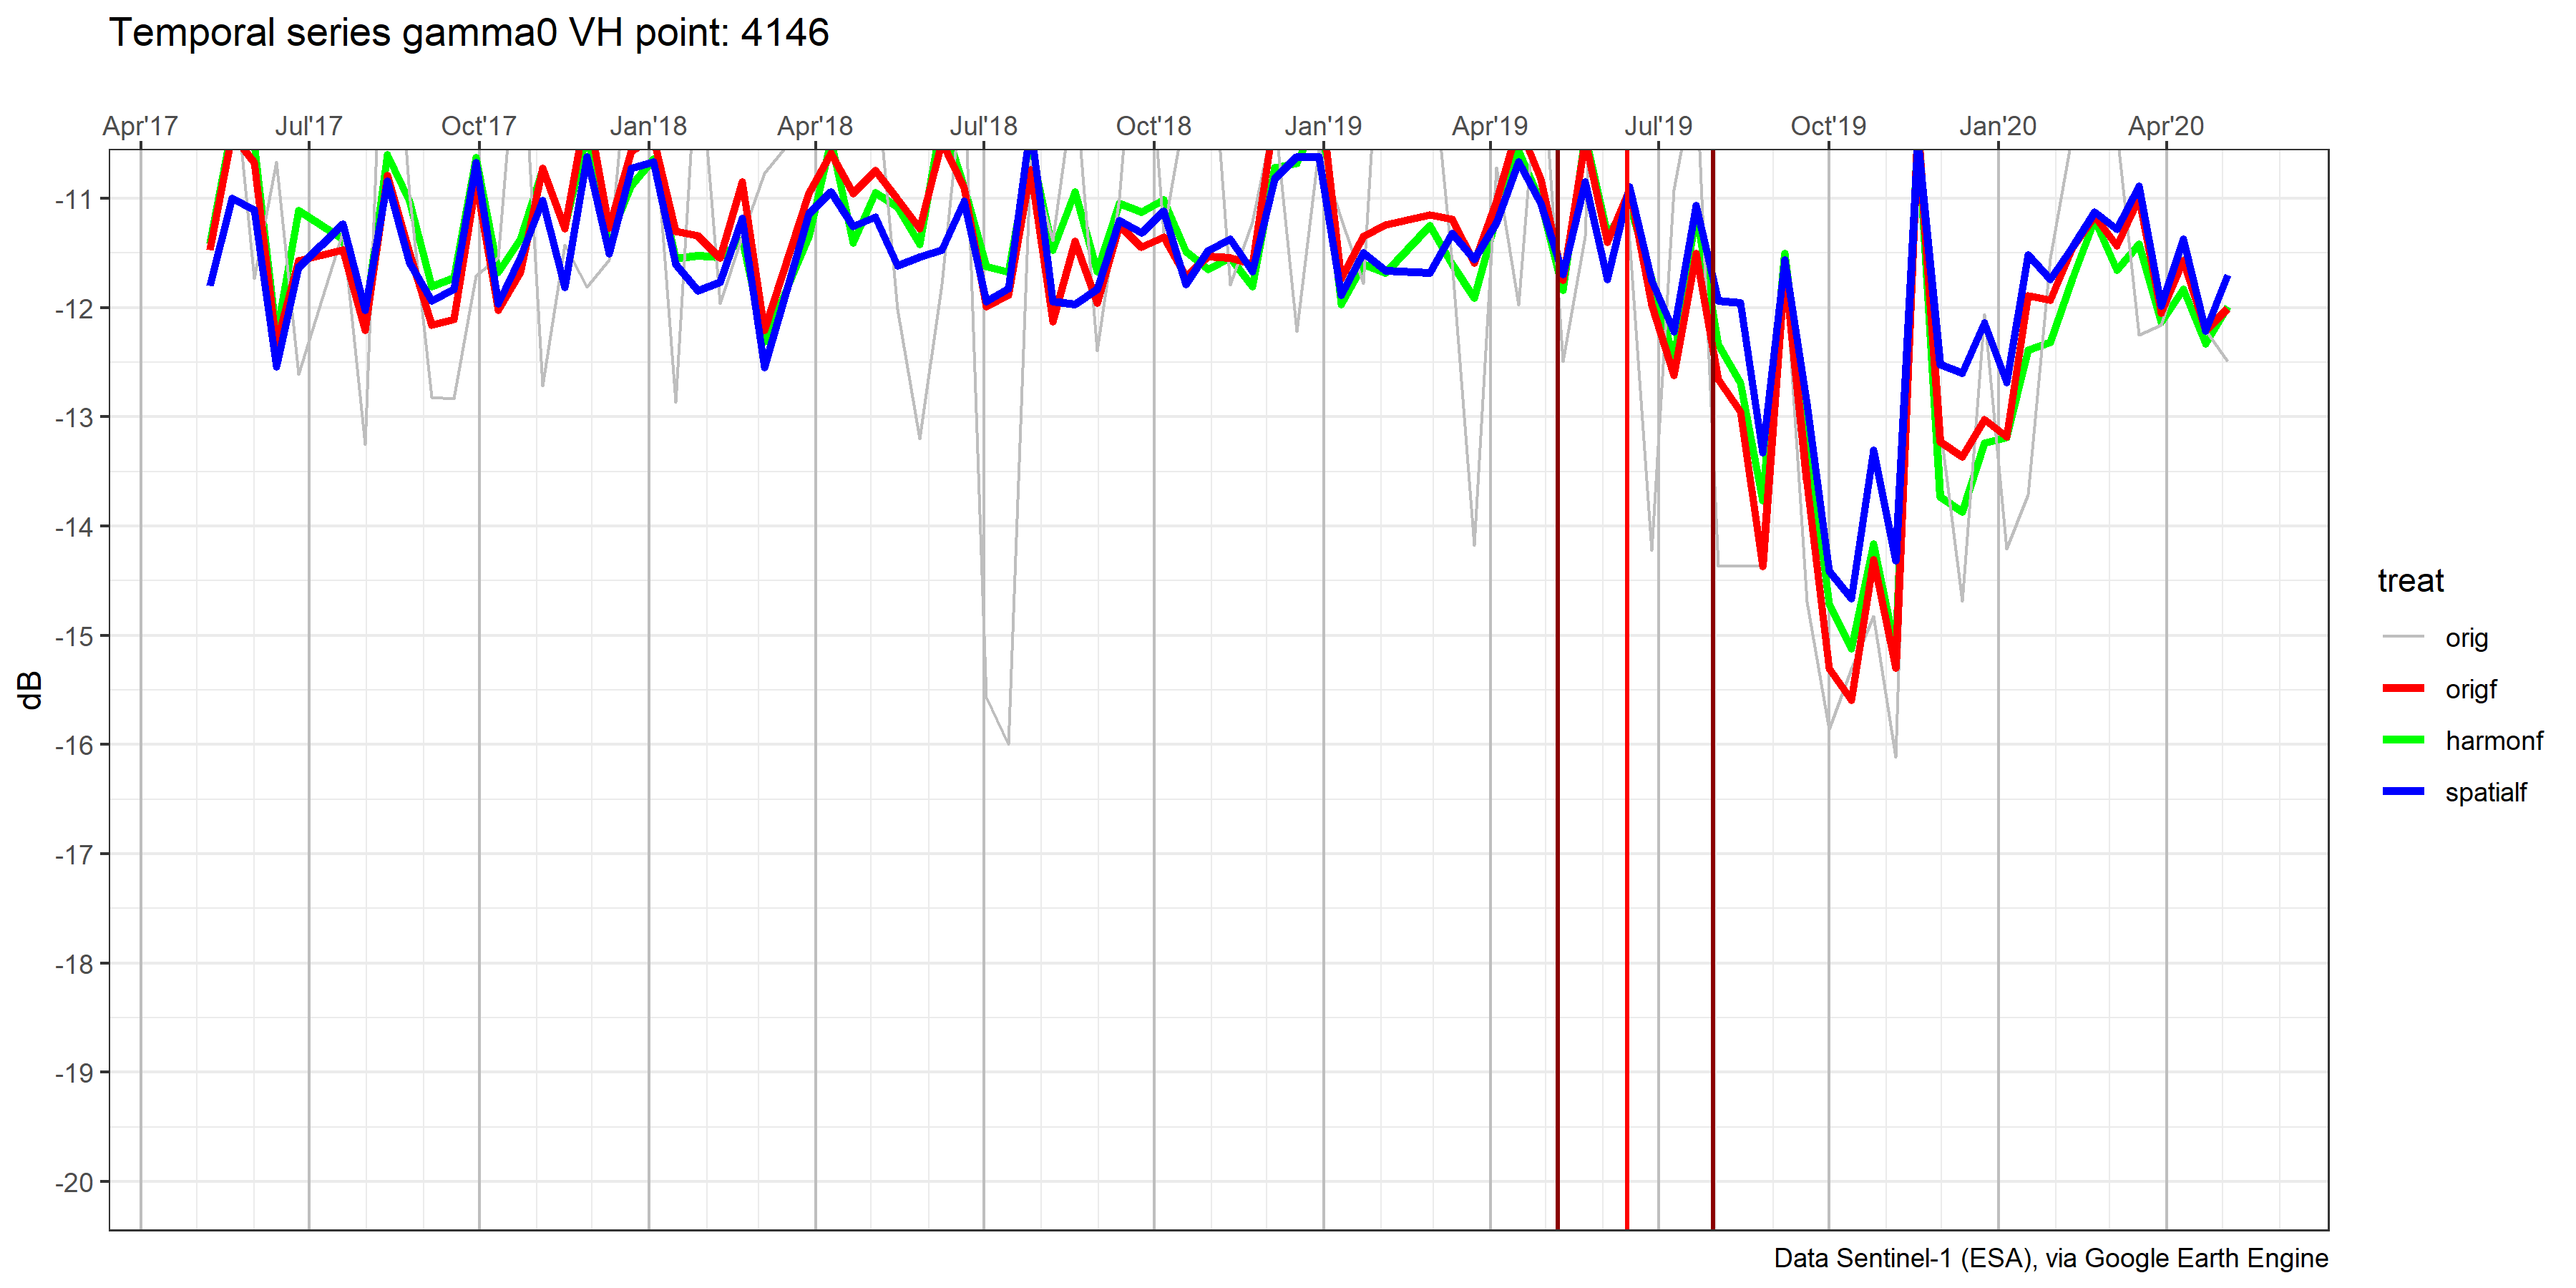 Temporal series gamma0 VH point: 4146
Apr'17 Jul'17 Oct'17 Jan'18 Apr'18 Jul'18 Oct'18 Jan'19 Apr'19 Jul'19 Oct'19 Jan'20 Apr'20
-11
-12
-13
-14
-15
-16
-17
-18
-19
-20
dB
treat
orig
origf
harmonf
spatialf
Data Sentinel-1 (ESA), via Google Earth Engine